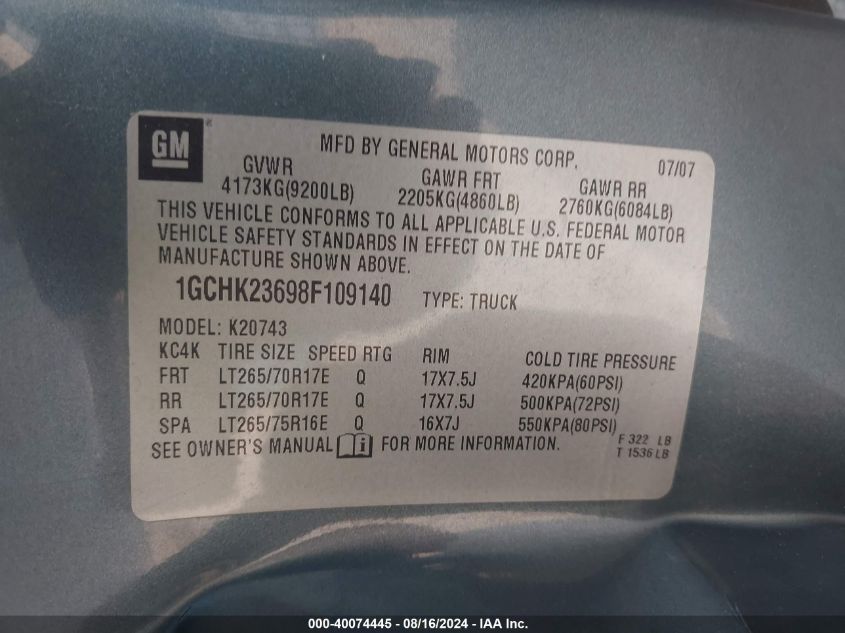 GM
MFD BY GENERAL MOTORS CORP. 07/07
GVWR GAWR FRT GAWR RR
4173KG(9200LB) 2205KG(4860LB) 2760KG(6084LB)
THIS VEHICLE CONFORMS TO ALL APPLICABLE U.S. FEDERAL MOTOR
VEHICLE SAFETY STANDARDS IN EFFECT ON THE DATE OF
MANUFACTURE SHOWN ABOVE.
1GCHK23698F109140 TYPE: TRUCK
MODEL: K20743
KC4K TIRE SIZE SPEED RTG RIM COLD TIRE PRESSURE
FRT LT265/70R17E Q 17X7.5J 420KPA(60PSI)
RR LT265/70R17E Q 17X7.5J 500KPA(72PSI)
SPA LT265/75R16E Q 16X7J 550KPA(80PSI)
SEE OWNER'S MANUAL i FOR MORE INFORMATION.
F 322 LB
T 1536 LB
000-40074445 - 08/16/2024 - IAA Inc.